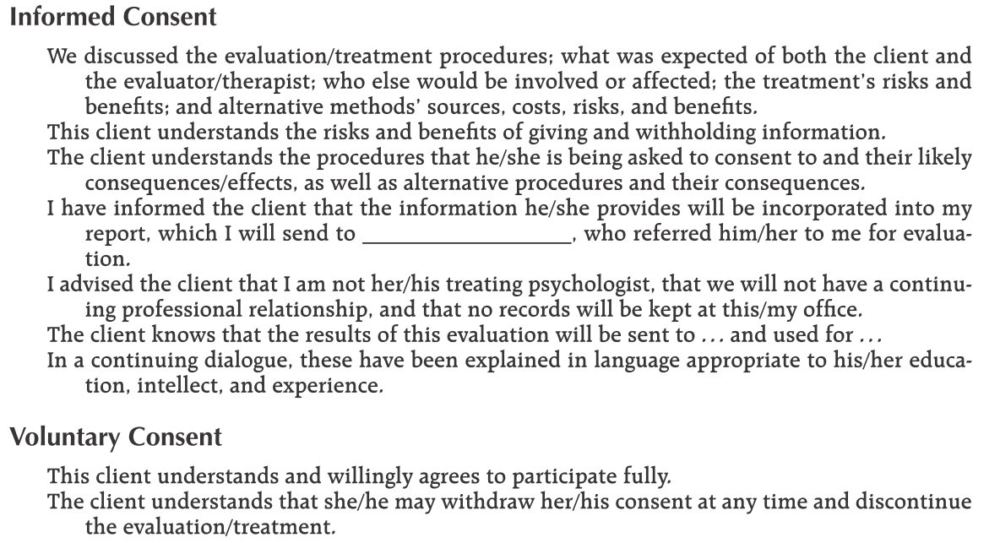 Informed Consent
We discussed the evaluation/treatment procedures; what was expected of both the client and
the evaluator/therapist; who else would be involved or affected; the treatment's risks and
benefits; and alternative methods' sources, costs, risks, and benefits.
This client understands the risks and benefits of giving and withholding information.
The client understands the procedures that he/she is being asked to consent to and their likely
consequences/effects, as well as alternative procedures and their consequences.
I have informed the client that the information he/she provides will be incorporated into my
report, which I will send to ___________________, who referred him/her to me for evalua-
tion.
I advised the client that I am not her/his treating psychologist, that we will not have a continu-
ing professional relationship, and that no records will be kept at this/my office.
The client knows that the results of this evaluation will be sent to ... and used for ...
In a continuing dialogue, these have been explained in language appropriate to his/her educa-
tion, intellect, and experience.
Voluntary Consent
This client understands and willingly agrees to participate fully.
The client understands that she/he may withdraw her/his consent at any time and discontinue
the evaluation/treatment.